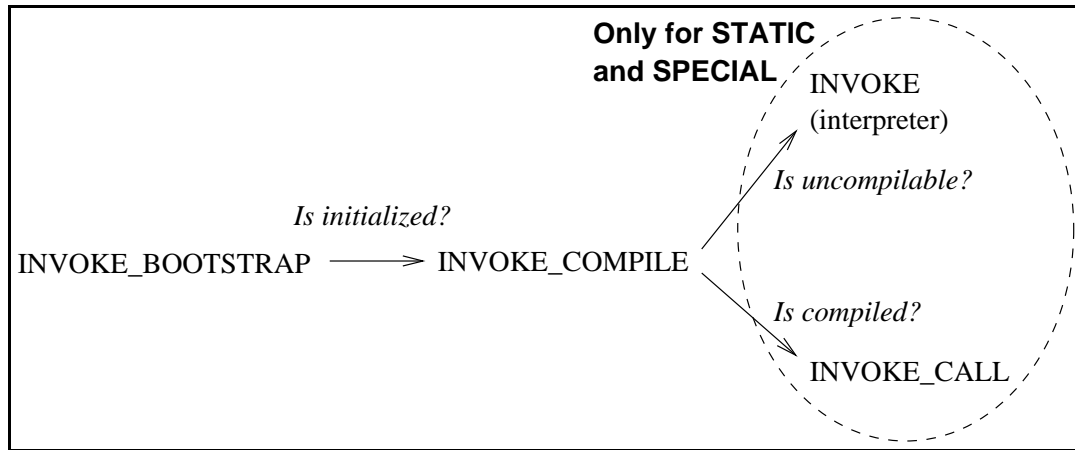 Only for STATIC
and SPECIAL
INVOKE
(interpreter)
Is uncompilable?
Is initialized?
INVOKE_BOOTSTRAP
INVOKE_COMPILE
Is compiled?
INVOKE_CALL